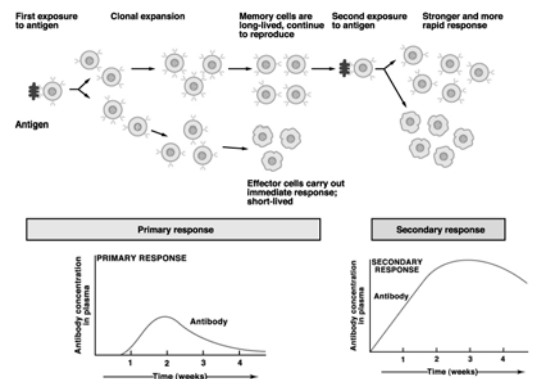 First exposure
to antigen
Clonal expansion
Memory cells are
long-lived, continue
to reproduce
Second exposure
to antigen
Stronger and more
rapid response
Antigen
Effector cells carry out
immediate response;
short-lived
Primary response
Secondary response
PRIMARY RESPONSE
Antibody concentration
in plasma
Antibody
1 2 3 4
Time (weeks)
SECONDARY
RESPONSE
Antibody concentration
in plasma
Antibody
1 2 3 4
Time (weeks)